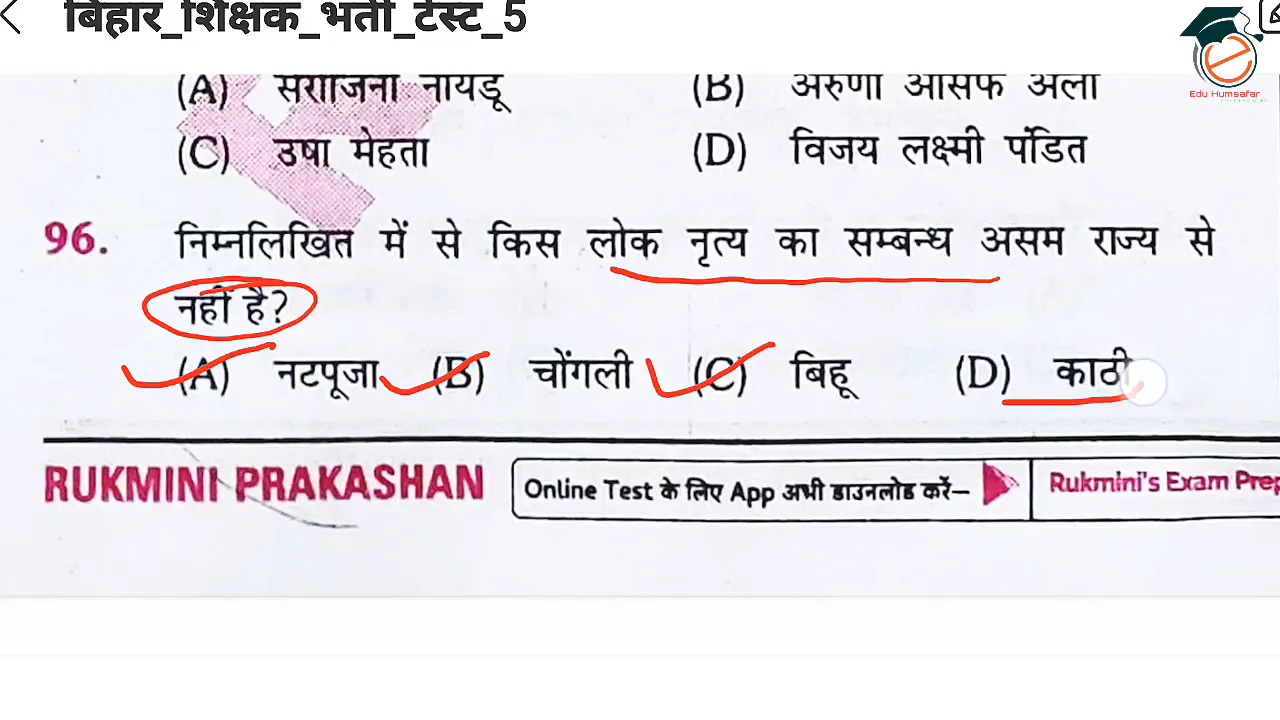 बिहार_शिक्षक_भर्ती_टेस्ट_5
Edu Humsafar
(A) सरोजिनी नायडू (B) अरुणा आसफ अली
(C) उषा मेहता (D) विजय लक्ष्मी पंडित
96. निम्नलिखित में से किस लोक नृत्य का सम्बन्ध असम राज्य से
नहीं है?
(A) नटपूजा (B) चोंगली (C) बिहू (D) काठी
RUKMINI PRAKASHAN
Online Test के लिए App अभी डाउनलोड करें–
Rukmini's Exam Prep